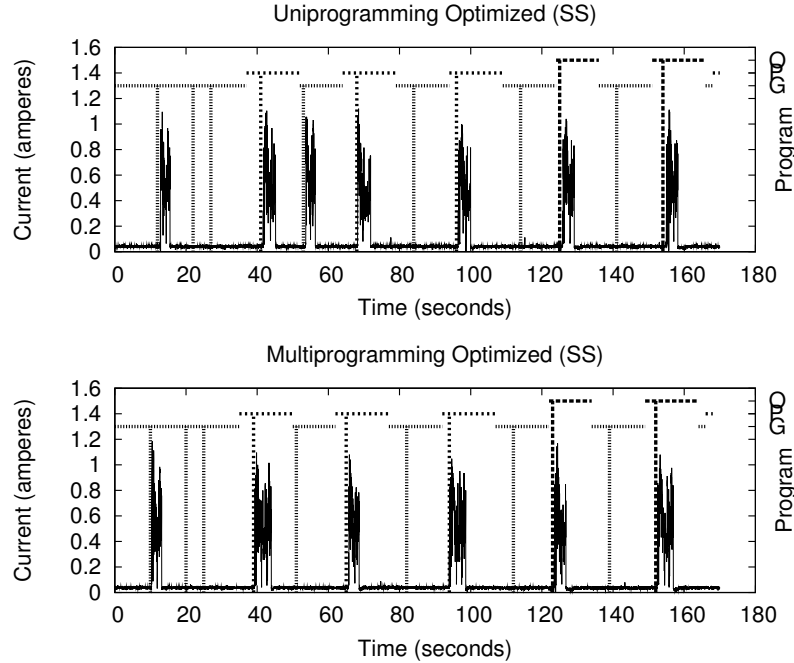 Uniprogramming Optimized (SS)
Current (amperes)
1.6
1.4
1.2
1
0.8
0.6
0.4
0.2
0
0 20 40 60 80 100 120 140 160 180
Time (seconds)
O
P
G
Program
Multiprogramming Optimized (SS)
Current (amperes)
1.6
1.4
1.2
1
0.8
0.6
0.4
0.2
0
0 20 40 60 80 100 120 140 160 180
Time (seconds)
O
P
G
Program